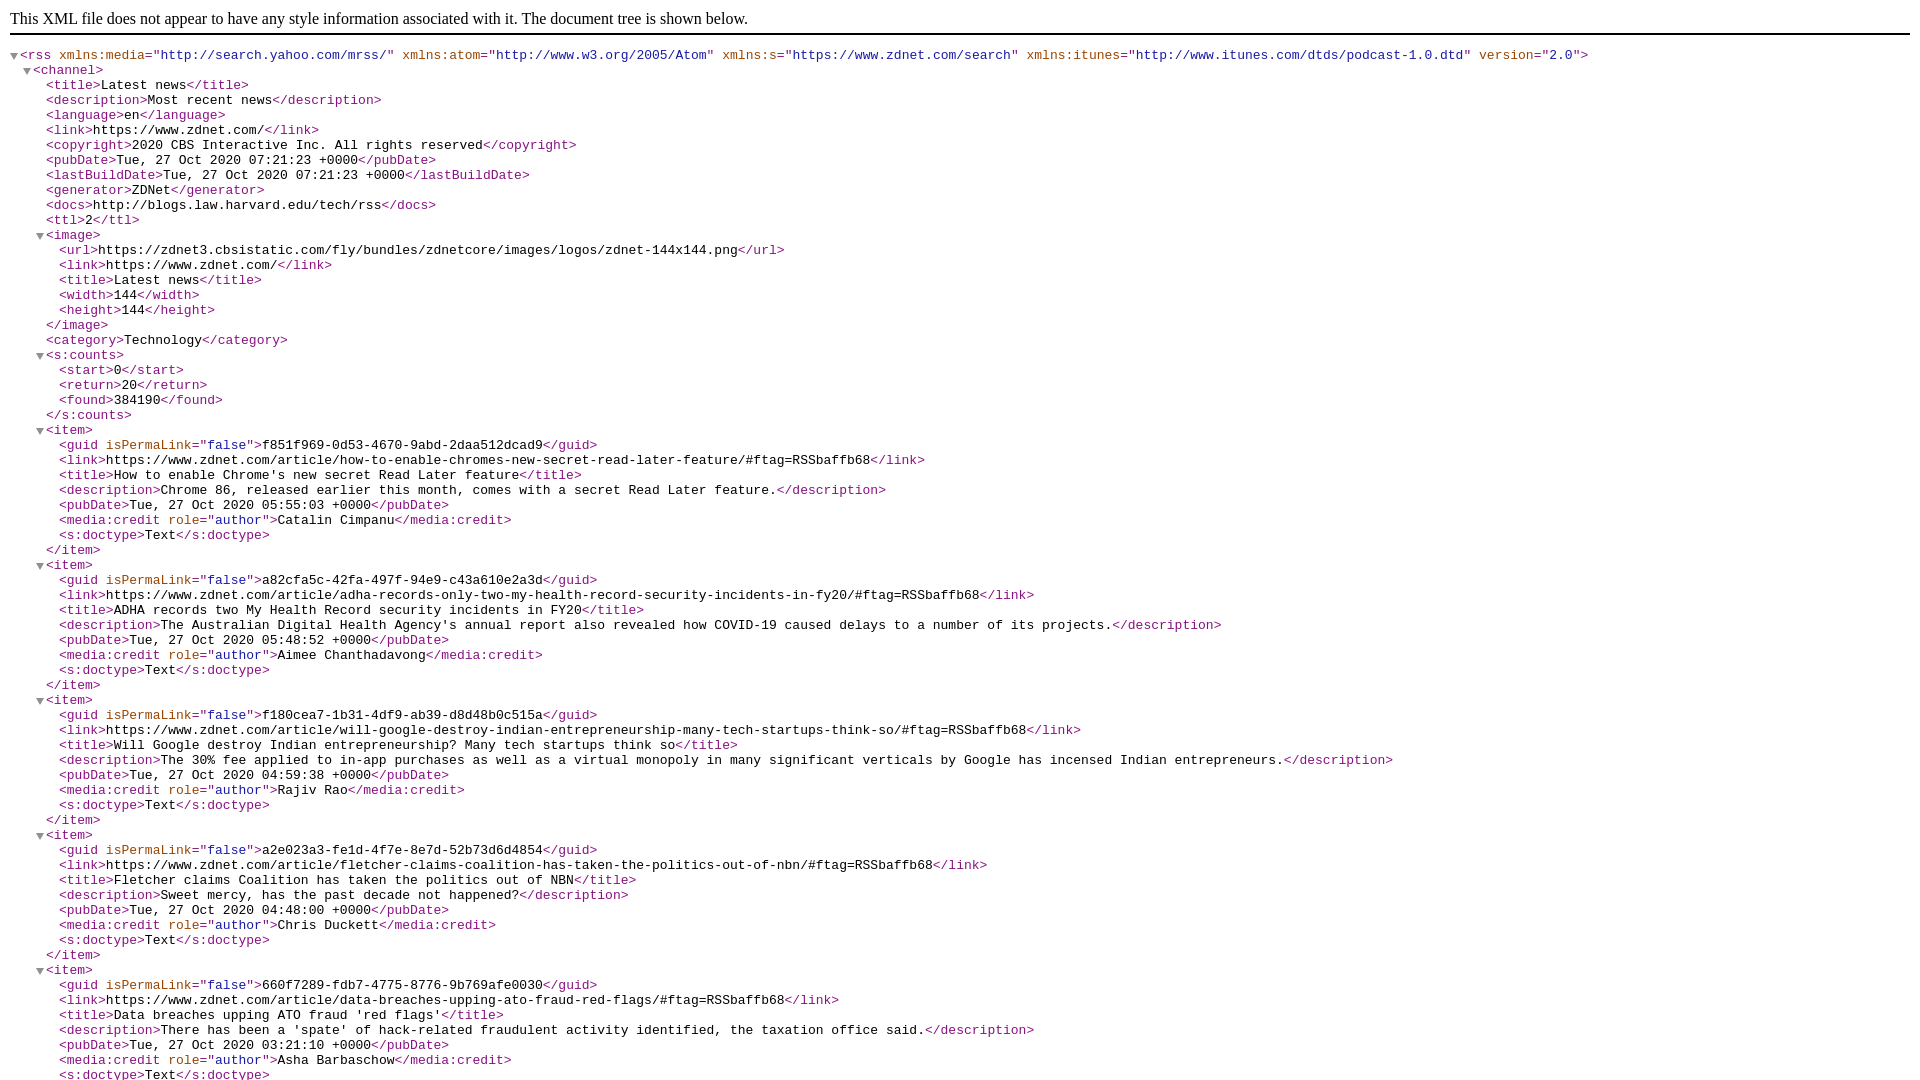 This XML file does not appear to have any style information associated with it. The document tree is shown below.
<rss xmlns:media="http://search.yahoo.com/mrss/" xmlns:atom="http://www.w3.org/2005/Atom" xmlns:s="https://www.zdnet.com/search" xmlns:itunes="http://www.itunes.com/dtds/podcast-1.0.dtd" version="2.0">
<channel>
<title>Latest news</title>
<description>Most recent news</description>
<language>en</language>
<link>https://www.zdnet.com/</link>
<copyright>2020 CBS Interactive Inc. All rights reserved</copyright>
<pubDate>Tue, 27 Oct 2020 07:21:23 +0000</pubDate>
<lastBuildDate>Tue, 27 Oct 2020 07:21:23 +0000</lastBuildDate>
<generator>ZDNet</generator>
<docs>http://blogs.law.harvard.edu/tech/rss</docs>
<ttl>2</ttl>
<image>
<url>https://zdnet3.cbsistatic.com/fly/bundles/zdnetcore/images/logos/zdnet-144x144.png</url>
<link>https://www.zdnet.com/</link>
<title>Latest news</title>
<width>144</width>
<height>144</height>
</image>
<category>Technology</category>
<s:counts>
<start>0</start>
<return>20</return>
<found>384190</found>
</s:counts>
<item>
<guid isPermaLink="false">f851f969-0d53-4670-9abd-2daa512dcad9</guid>
<link>https://www.zdnet.com/article/how-to-enable-chromes-new-secret-read-later-feature/#ftag=RSSbaffb68</link>
<title>How to enable Chrome's new secret Read Later feature</title>
<description>Chrome 86, released earlier this month, comes with a secret Read Later feature.</description>
<pubDate>Tue, 27 Oct 2020 05:55:03 +0000</pubDate>
<media:credit role="author">Catalin Cimpanu</media:credit>
<s:doctype>Text</s:doctype>
</item>
<item>
<guid isPermaLink="false">a82cfa5c-42fa-497f-94e9-c43a610e2a3d</guid>
<link>https://www.zdnet.com/article/adha-records-only-two-my-health-record-security-incidents-in-fy20/#ftag=RSSbaffb68</link>
<title>ADHA records two My Health Record security incidents in FY20</title>
<description>The Australian Digital Health Agency's annual report also revealed how COVID-19 caused delays to a number of its projects.</description>
<pubDate>Tue, 27 Oct 2020 05:48:52 +0000</pubDate>
<media:credit role="author">Aimee Chanthadavong</media:credit>
<s:doctype>Text</s:doctype>
</item>
<item>
<guid isPermaLink="false">f180cea7-1b31-4df9-ab39-d8d48b0c515a</guid>
<link>https://www.zdnet.com/article/will-google-destroy-indian-entrepreneurship-many-tech-startups-think-so/#ftag=RSSbaffb68</link>
<title>Will Google destroy Indian entrepreneurship? Many tech startups think so</title>
<description>The 30% fee applied to in-app purchases as well as a virtual monopoly in many significant verticals by Google has incensed Indian entrepreneurs.</description>
<pubDate>Tue, 27 Oct 2020 04:59:38 +0000</pubDate>
<media:credit role="author">Rajiv Rao</media:credit>
<s:doctype>Text</s:doctype>
</item>
<item>
<guid isPermaLink="false">a2e023a3-fe1d-4f7e-8e7d-52b73d6d4854</guid>
<link>https://www.zdnet.com/article/fletcher-claims-coalition-has-taken-the-politics-out-of-nbn/#ftag=RSSbaffb68</link>
<title>Fletcher claims Coalition has taken the politics out of NBN</title>
<description>Sweet mercy, has the past decade not happened?</description>
<pubDate>Tue, 27 Oct 2020 04:48:00 +0000</pubDate>
<media:credit role="author">Chris Duckett</media:credit>
<s:doctype>Text</s:doctype>
</item>
<item>
<guid isPermaLink="false">660f7289-fdb7-4775-8776-9b769afe0030</guid>
<link>https://www.zdnet.com/article/data-breaches-upping-ato-fraud-red-flags/#ftag=RSSbaffb68</link>
<title>Data breaches upping ATO fraud 'red flags'</title>
<description>There has been a 'spate' of hack-related fraudulent activity identified, the taxation office said.</description>
<pubDate>Tue, 27 Oct 2020 03:21:10 +0000</pubDate>
<media:credit role="author">Asha Barbaschow</media:credit>
<s:doctype>Text</s:doctype>